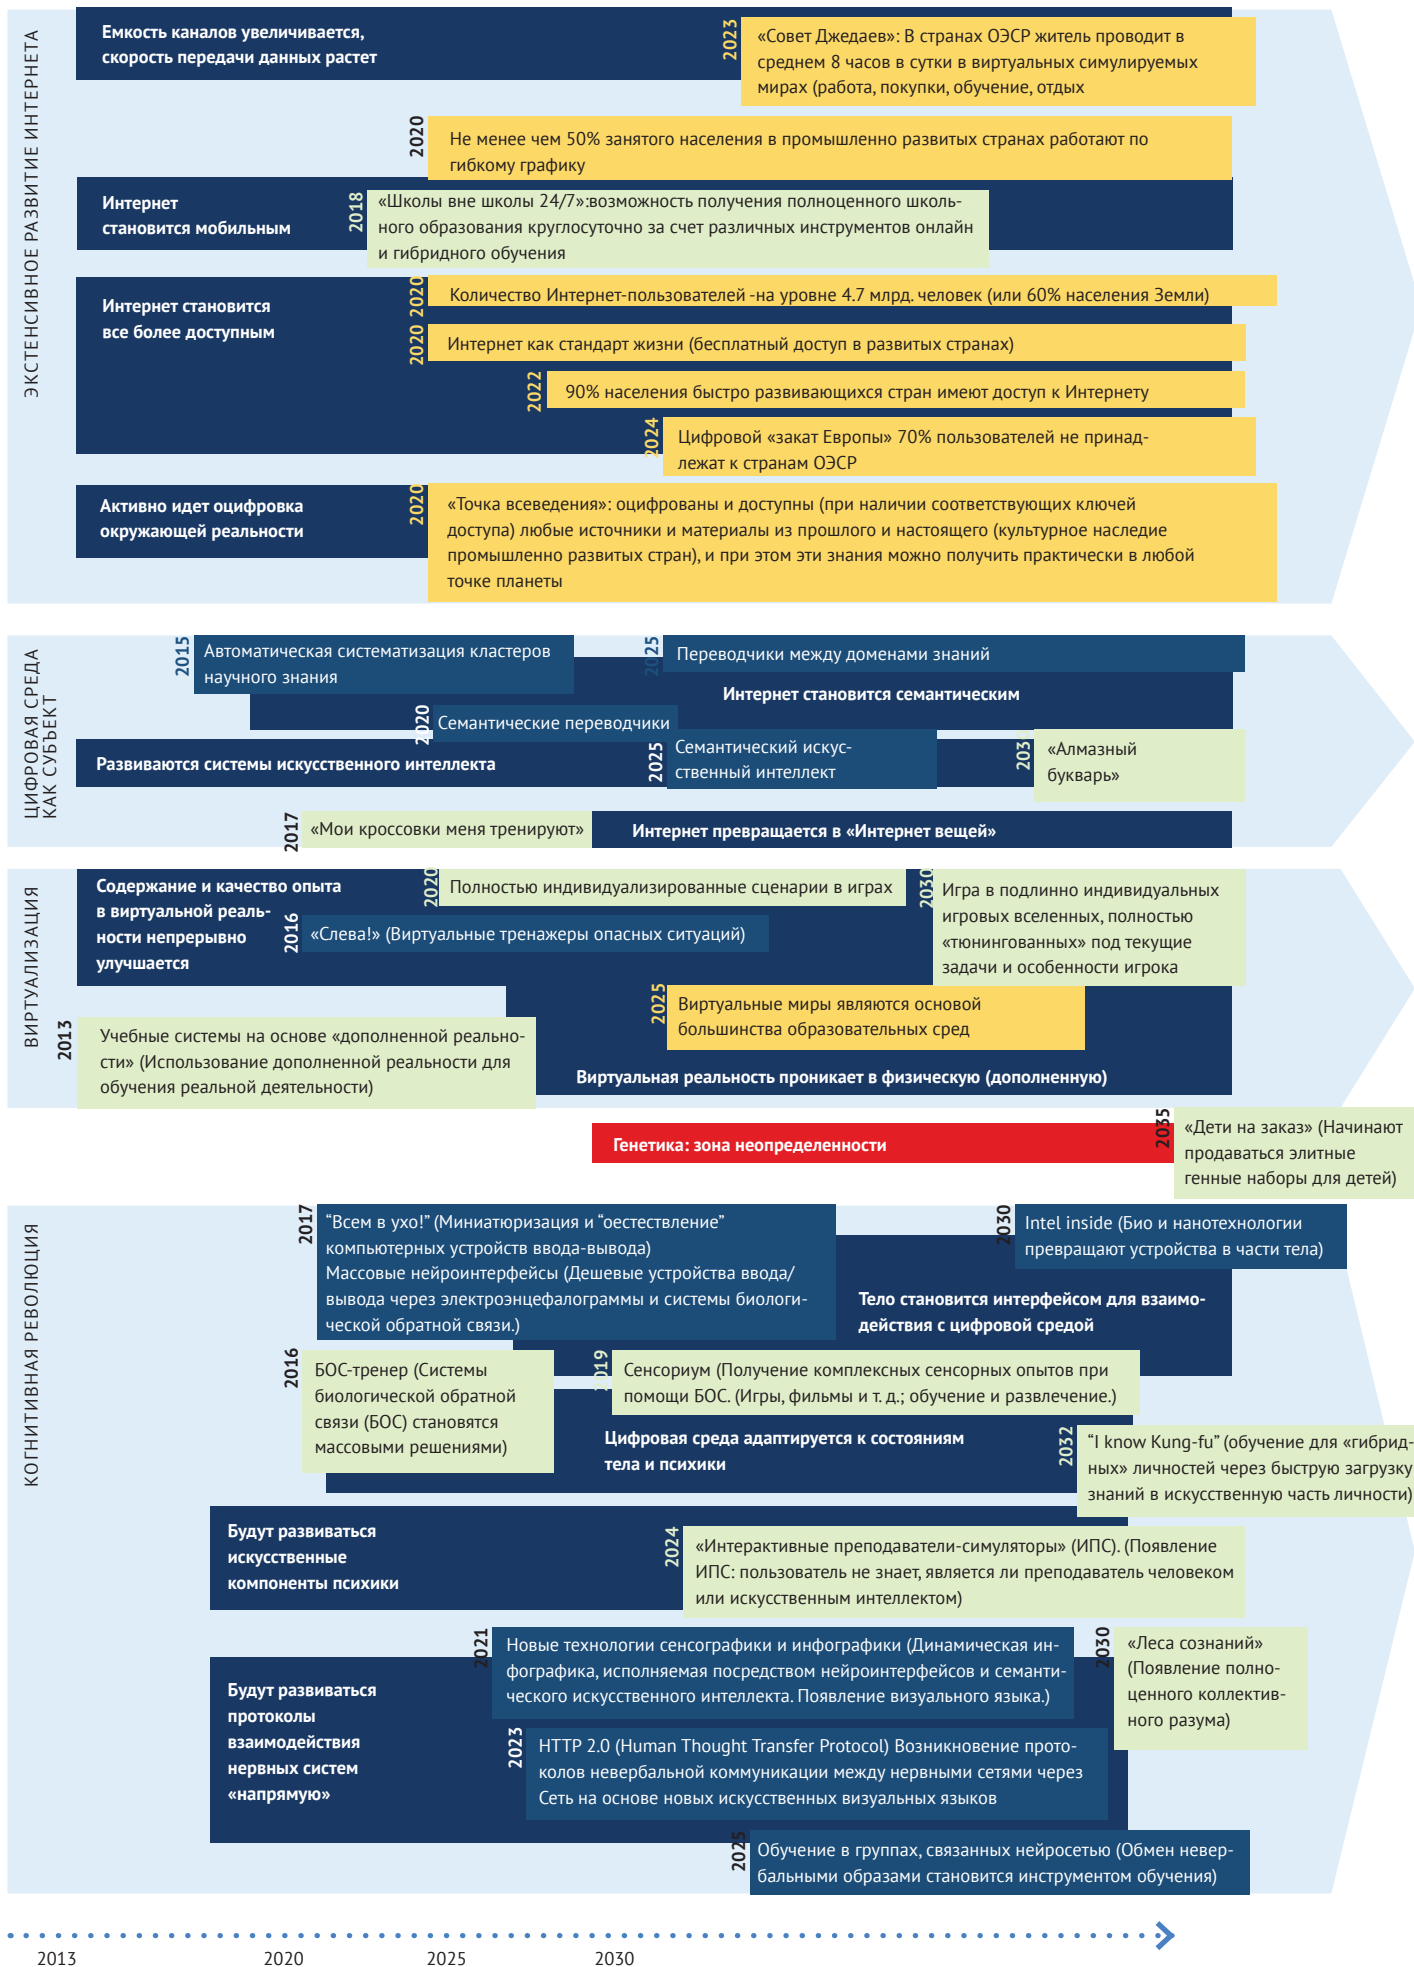 ЭКСТЕНСИВНОЕ РАЗВИТИЕ ИНТЕРНЕТА
Емкость каналов увеличивается,
скорость передачи данных растет
2023
«Совет Джедаев»: В странах ОЭСР житель проводит в
среднем 8 часов в сутки в виртуальных симулируемых
мирах (работа, покупки, обучение, отдых
2020
Не менее чем 50% занятого населения в промышленно развитых странах работают по
гибкому графику
Интернет
становится мобильным
2018
«Школы вне школы 24/7»:возможность получения полноценного школь-
ного образования круглосуточно за счет различных инструментов онлайн
и гибридного обучения
Интернет становится
все более доступным
2020
Количество Интернет-пользователей -на уровне 4.7 млрд. человек (или 60% населения Земли)
2020
Интернет как стандарт жизни (бесплатный доступ в развитых странах)
2022
90% населения быстро развивающихся стран имеют доступ к Интернету
2024
Цифровой «закат Европы» 70% пользователей не принад-
лежат к странам ОЭСР
Активно идет оцифровка
окружающей реальности
2020
«Точка всеведения»: оцифрованы и доступны (при наличии соответствующих ключей
доступа) любые источники и материалы из прошлого и настоящего (культурное наследие
промышленно развитых стран), и при этом эти знания можно получить практически в любой
точке планеты
ЦИФРОВАЯ СРЕДА
КАК СУБЪЕКТ
2015
Автоматическая систематизация кластеров
научного знания
2025
Переводчики между доменами знаний
Интернет становится семантическим
2020
Семантические переводчики
Развиваются системы искусственного интеллекта
2025
Семантический искус-
ственный интеллект
«Алмазный
букварь»
2017
«Мои кроссовки меня тренируют»
Интернет превращается в «Интернет вещей»
ВИРТУАЛИЗАЦИЯ
Содержание и качество опыта
в виртуальной реаль-
ности непрерывно
улучшается
2020
Полностью индивидуализированные сценарии в играх
2016
«Слева!» (Виртуальные тренажеры опасных ситуаций)
2030
Игра в подлинно индивидуальных
игровых вселенных, полностью
«тюнингованных» под текущие
задачи и особенности игрока
2025
Виртуальные миры являются основой
большинства образовательных сред
2013
Учебные системы на основе «дополненной реально-
сти» (Использование дополненной реальности для
обучения реальной деятельности)
Виртуальная реальность проникает в физическую (дополненную)
Генетика: зона неопределенности
2035
«Дети на заказ» (Начинают
продаваться элитные
генные наборы для детей)
КОГНИТИВНАЯ РЕВОЛЮЦИЯ
2017
“Всем в ухо!” (Миниатюризация и “оестествление”
компьютерных устройств ввода-вывода)
Массовые нейроинтерфейсы (Дешевые устройства ввода/
вывода через электроэнцефалограммы и системы биологи-
ческой обратной связи.)
2030
Intel inside (Био и нанотехнологии
превращают устройства в части тела)
Тело становится интерфейсом для взаимо-
действия с цифровой средой
2016
БОС-тренер (Системы
биологической обратной
связи (БОС) становятся
массовыми решениями)
2019
Сенсориум (Получение комплексных сенсорных опытов при
помощи БОС. (Игры, фильмы и т. д.; обучение и развлечение.)
Цифровая среда адаптируется к состояниям
тела и психики
2032
“I know Kung-fu” (обучение для «гибрид-
ных» личностей через быструю загрузку
знаний в искусственную часть личности)
Будут развиваться
искусственные
компоненты психики
2024
«Интерактивные преподаватели-симуляторы» (ИПС). (Появление
ИПС: пользователь не знает, является ли преподаватель человеком
или искусственным интеллектом)
2021
Новые технологии сенсографики и инфографики (Динамическая ин-
фографика, исполняемая посредством нейроинтерфейсов и семанти-
ческого искусственного интеллекта. Появление визуального языка.)
2030
«Леса сознаний»
(Появление полно-
ценного коллектив-
ного разума)
Будут развиваться
протоколы
взаимодействия
нервных систем
«напрямую»
2023
HTTP 2.0 (Human Thought Transfer Protocol) Возникновение прото-
колов невербальной коммуникации между нервными сетями через
Сеть на основе новых искусственных визуальных языков
2025
Обучение в группах, связанных нейросетью (Обмен невер-
бальными образами становится инструментом обучения)
2013 2020 2025 2030